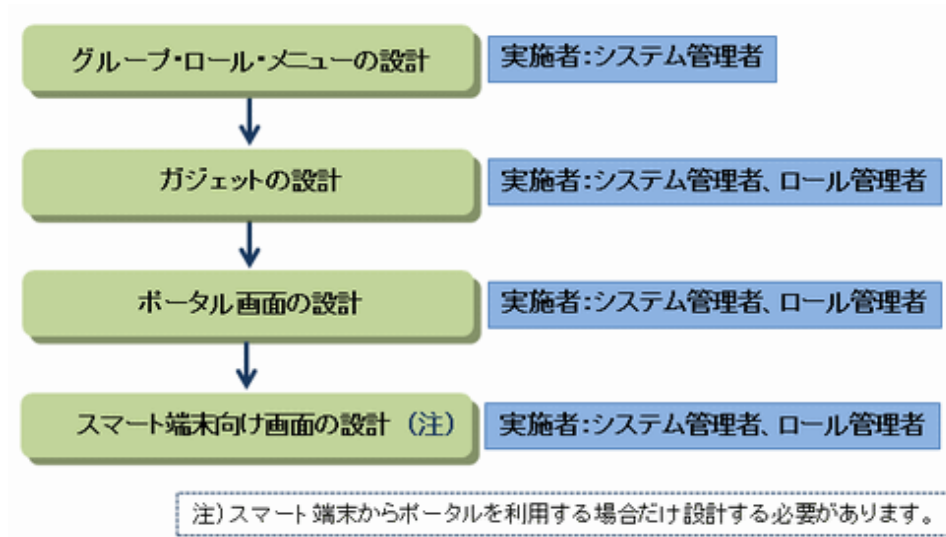 グループ・ロール・メニューの設計
実施者：システム管理者
ガジェットの設計
実施者：システム管理者、ロール管理者
ポータル画面の設計
実施者：システム管理者、ロール管理者
スマート端末向け画面の設計（注）
実施者：システム管理者、ロール管理者
注）スマート端末からポータルを利用する場合だけ設計する必要があります。